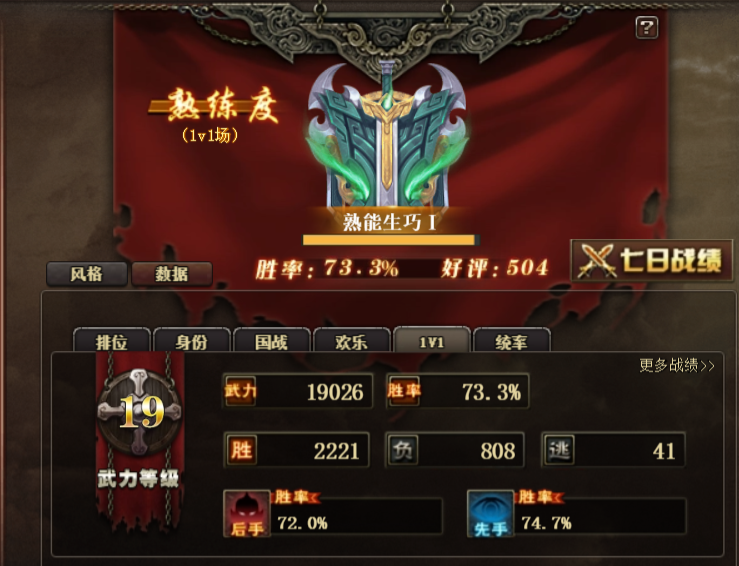 ?
熟练度
(1v1场)
熟能生巧 I
胜率：73.3% 好评：504
七日战绩
风格 数据
排位 身份 国战 欢乐 1V1 统率
更多战绩>>
19
武力等级
武力 19026 胜率 73.3%
胜 2221 负 808 逃 41
后手 胜率 72.0% 先手 胜率 74.7%